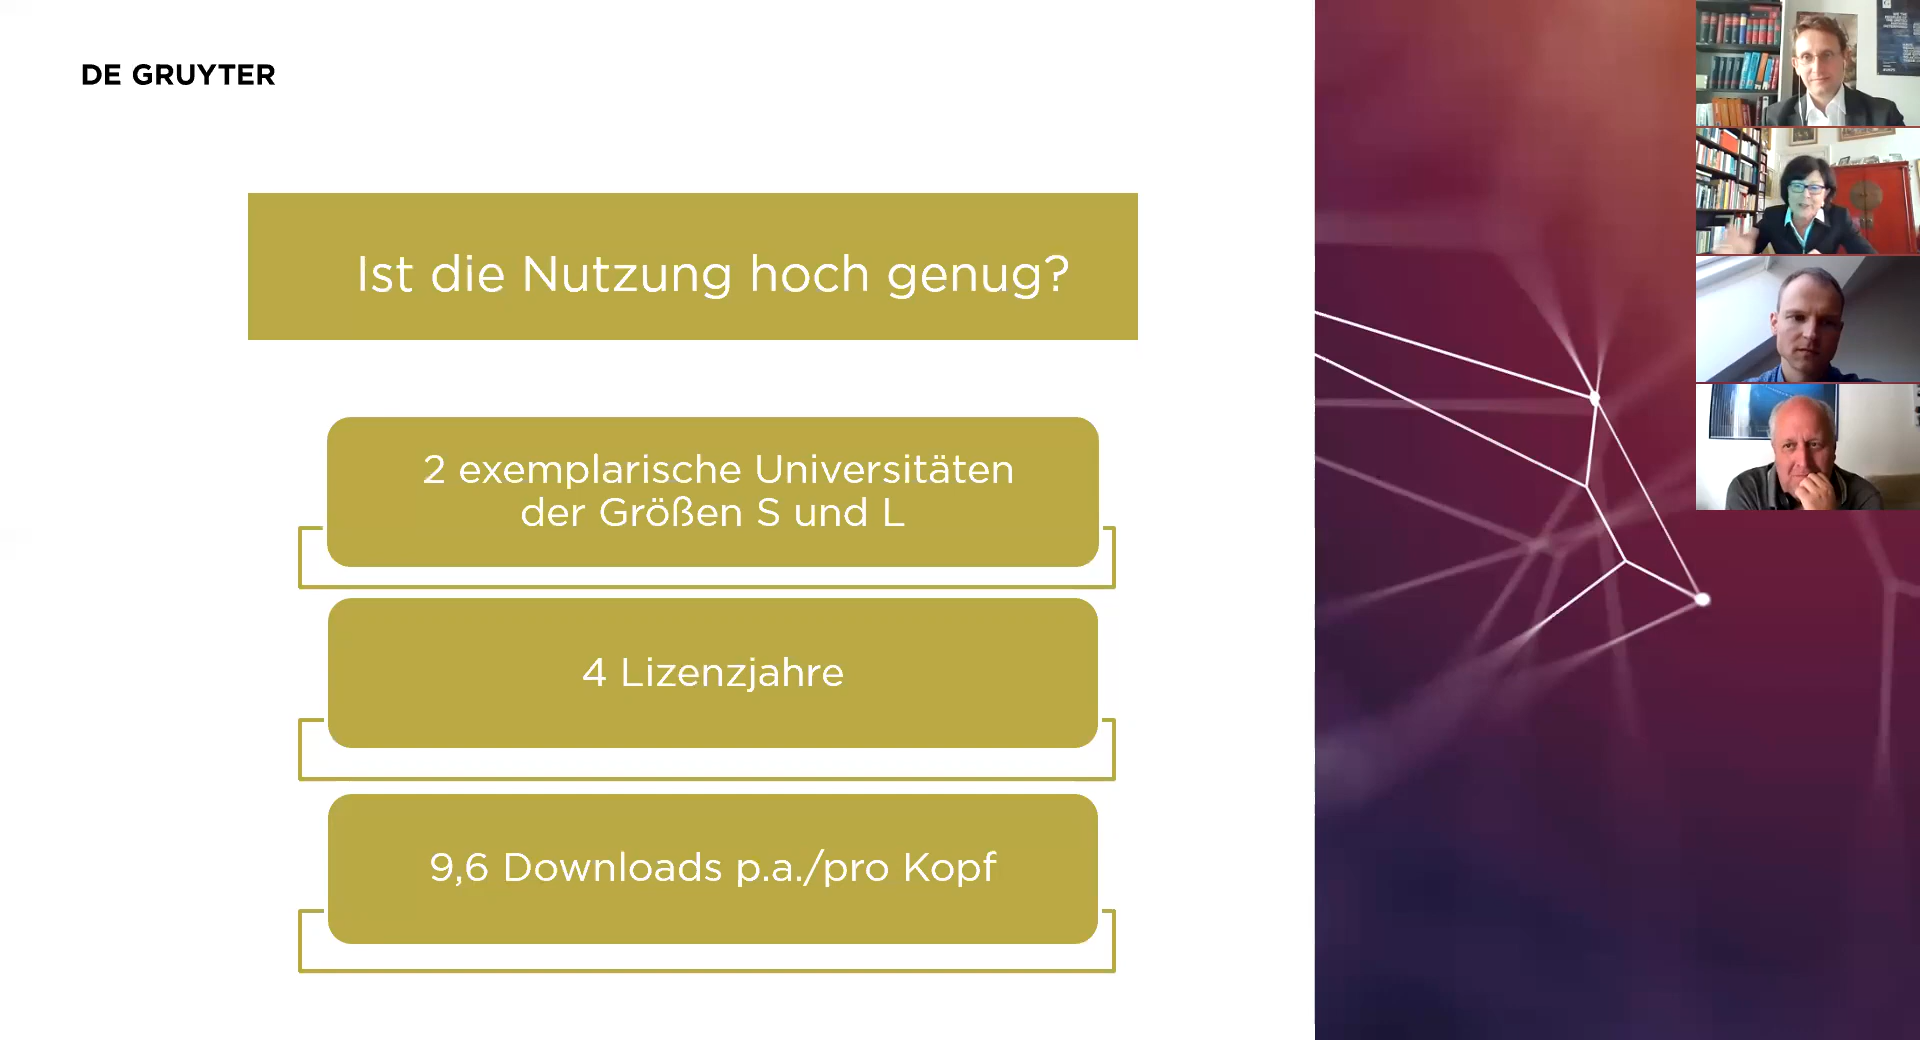 DE GRUYTER
Ist die Nutzung hoch genug?
2 exemplarische Universitäten
der Größen S und L
4 Lizenzjahre
9,6 Downloads p.a./pro Kopf